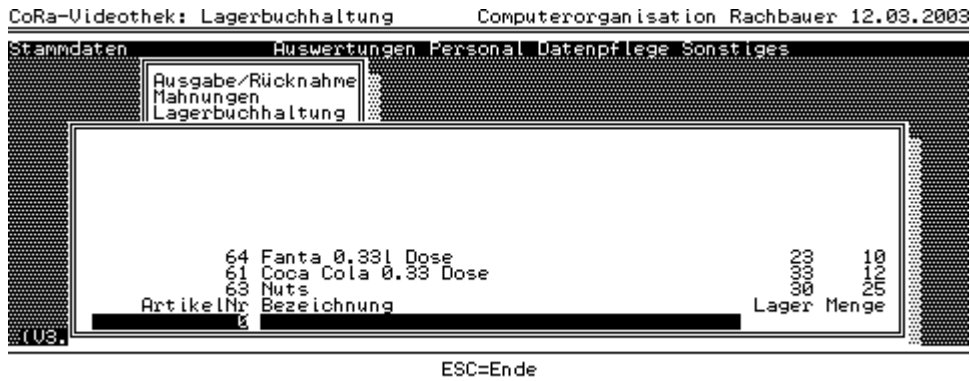 CoRa-Videothek: Lagerbuchhaltung Computerorganisation Rachbauer 12.03.2003
Stammdaten Auswertungen Personal Datenpflege Sonstiges
Ausgabe/Rücknahme
Mahnungen
Lagerbuchhaltung
64 Fanta 0.33l Dose 23 10
61 Coca Cola 0.33 Dose 33 12
63 Nuts 30 25
ArtikelNr Bezeichnung Lager Menge
0
(V3.
ESC=Ende